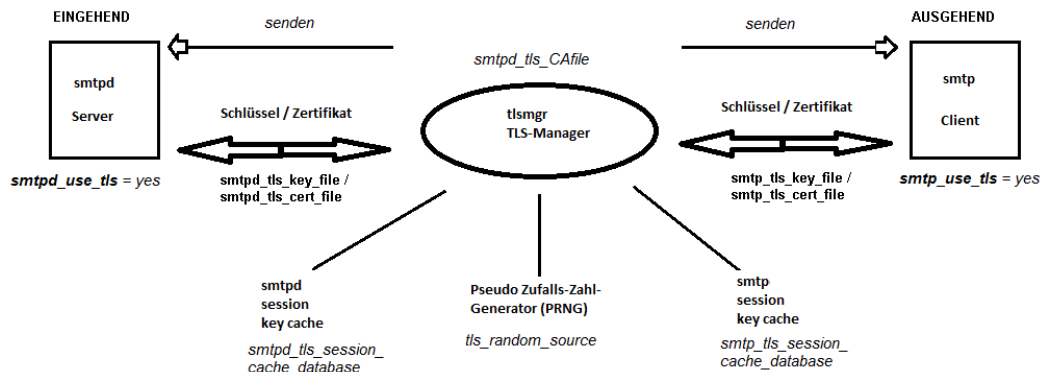 EINGEHEND
senden
senden
AUSGEHEND
smtpd
Server
smtpd_tls_CAfile
smtp
Client
Schlüssel / Zertifikat
tlsmgr
TLS-Manager
Schlüssel / Zertifikat
smtpd_use_tls = yes
smtpd_tls_key_file /
smtpd_tls_cert_file
smtp_tls_key_file /
smtp_tls_cert_file
smtp_use_tls = yes
smtpd
session
key cache
smtpd_tls_session_
cache_database
Pseudo Zufalls-Zahl-
Generator (PRNG)
tls_random_source
smtp
session
key cache
smtp_tls_session_
cache_database